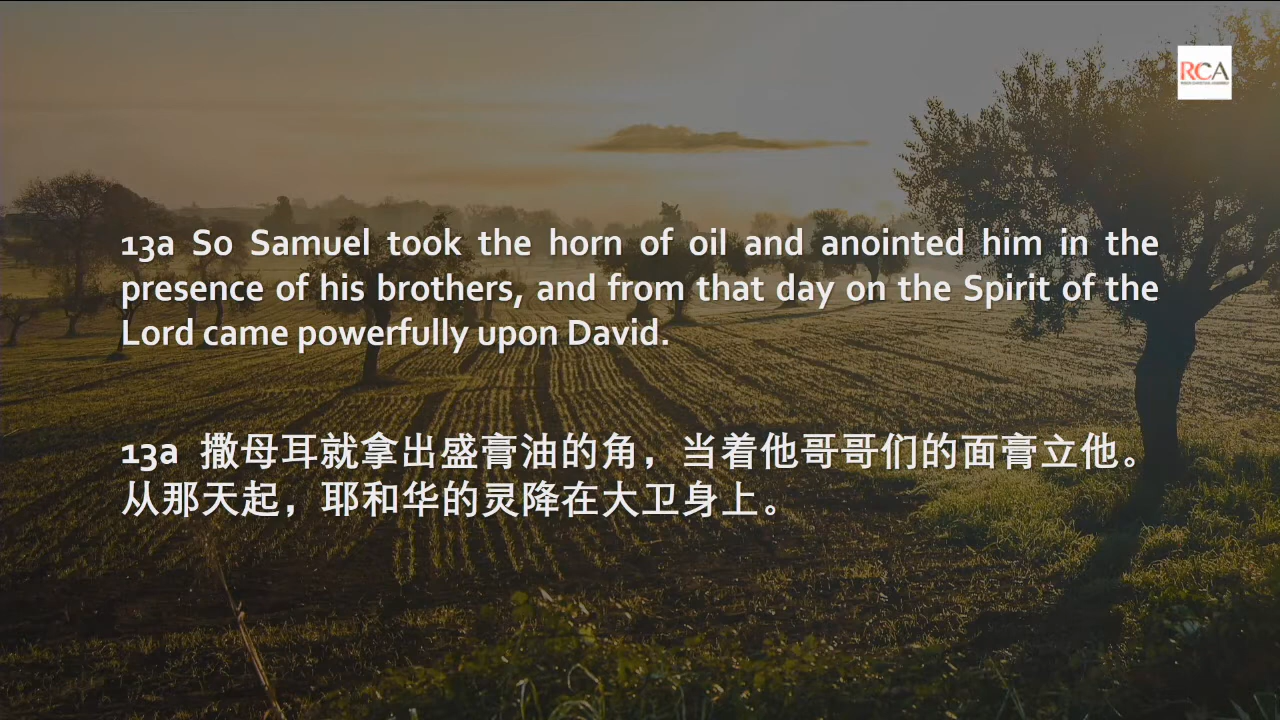 RCA
13a So Samuel took the horn of oil and anointed him in the
presence of his brothers, and from that day on the Spirit of the
Lord came powerfully upon David.
13a 撒母耳就拿出盛膏油的角，当着他哥哥们的面膏立他。
从那天起，耶和华的灵降在大卫身上。